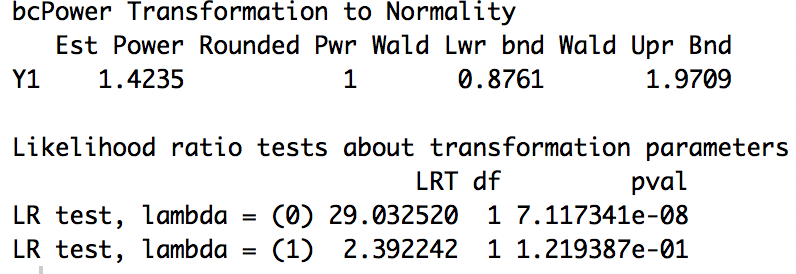 bcPower Transformation to Normality
Est Power Rounded Pwr Wald Lwr bnd Wald Upr Bnd
Y1 1.4235 1 0.8761 1.9709
Likelihood ratio tests about transformation parameters
LRT df pval
LR test, lambda = (0) 29.032520 1 7.117341e-08
LR test, lambda = (1) 2.392242 1 1.219387e-01